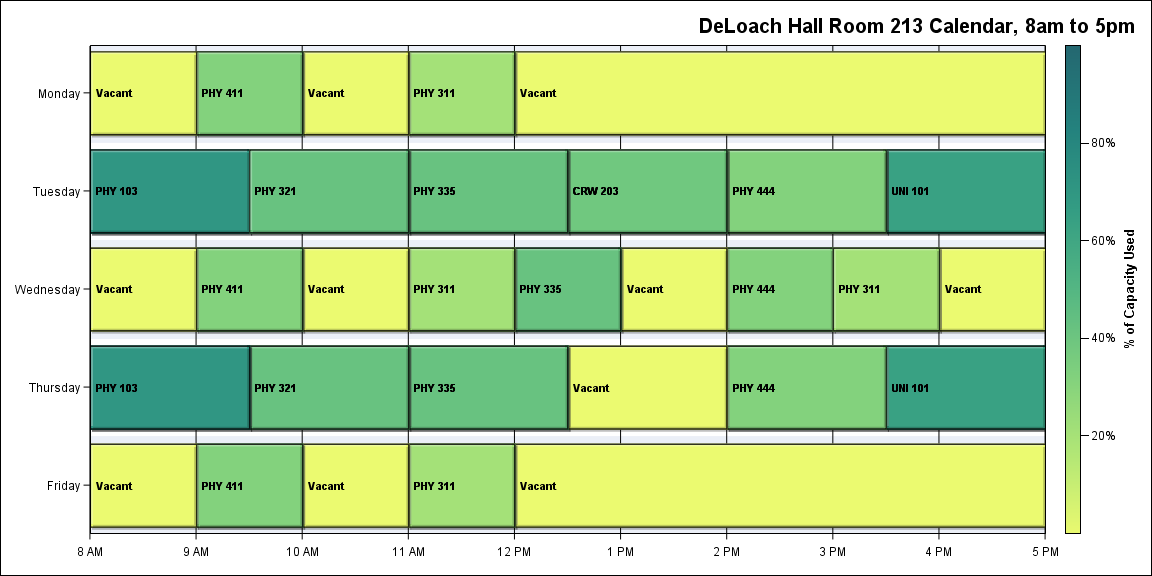 DeLoach Hall Room 213 Calendar, 8am to 5pm
Monday
Vacant
PHY 411
Vacant
PHY 311
Vacant
Tuesday
PHY 103
PHY 321
PHY 335
CRW 203
PHY 444
UNI 101
Wednesday
Vacant
PHY 411
Vacant
PHY 311
PHY 335
Vacant
PHY 444
PHY 311
Vacant
Thursday
PHY 103
PHY 321
PHY 335
Vacant
PHY 444
UNI 101
Friday
Vacant
PHY 411
Vacant
PHY 311
Vacant
8 AM
9 AM
10 AM
11 AM
12 PM
1 PM
2 PM
3 PM
4 PM
5 PM
80%
60%
40%
20%
% of Capacity Used